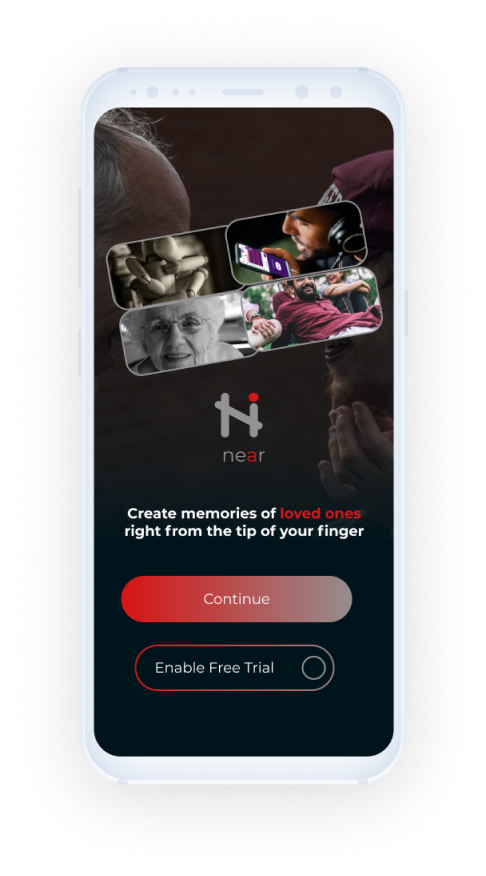 near
Create memories of loved ones
right from the tip of your finger
Continue
Enable Free Trial